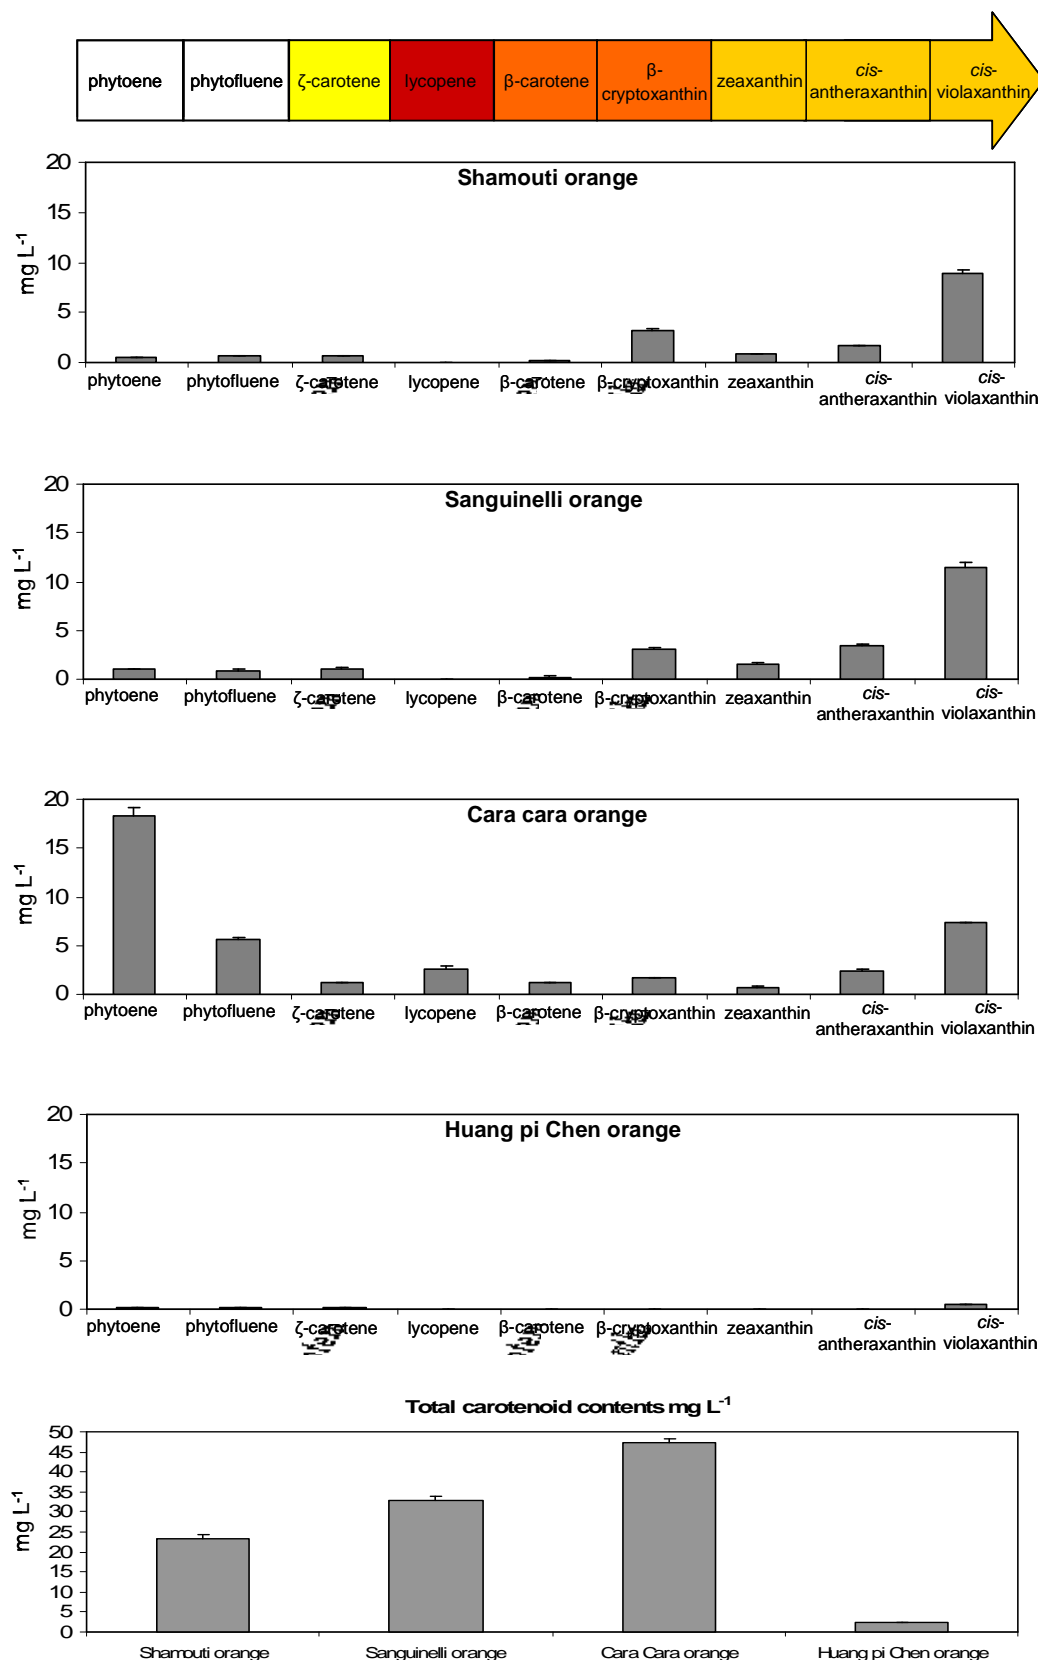 phytoene phytofluene ζ-carotene lycopene β-carotene β-cryptoxanthin zeaxanthin cis-antheraxanthin cis-violaxanthin
Shamouti orange
20
15
10
5
0
mg L-1
phytoene phytofluene ζ-carotene lycopene β-carotene β-cryptoxanthin zeaxanthin cis-antheraxanthin cis-violaxanthin
Sanguinelli orange
20
15
10
5
0
mg L-1
phytoene phytofluene ζ-carotene lycopene β-carotene β-cryptoxanthin zeaxanthin cis-antheraxanthin cis-violaxanthin
Cara cara orange
20
15
10
5
0
mg L-1
phytoene phytofluene ζ-carotene lycopene β-carotene β-cryptoxanthin zeaxanthin cis-antheraxanthin cis-violaxanthin
Huang pi Chen orange
20
15
10
5
0
mg L-1
phytoene phytofluene ζ-carotene lycopene β-carotene β-cryptoxanthin zeaxanthin cis-antheraxanthin cis-violaxanthin
Total carotenoid contents mg L-1
50
45
40
35
30
25
20
15
10
5
0
mg L-1
Shamouti orange Sanguinelli orange Cara Cara orange Huang pi Chen orange